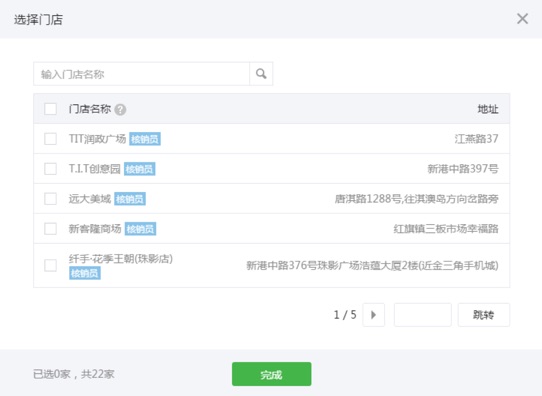 选择门店
输入门店名称
门店名称 ? 地址
TIT润政广场 核销员 江燕路37
T.I.T创意园 核销员 新港中路397号
远大美域 核销员 唐淇路1288号,往淇澳岛方向岔路旁
新客隆商场 核销员 红旗镇三板市场幸福路
纤手·花季王朝(珠影店) 新港中路376号珠影广场浩蕴大厦2楼(近金三角手机城)
核销员
1 / 5 跳转
已选0家，共22家 完成